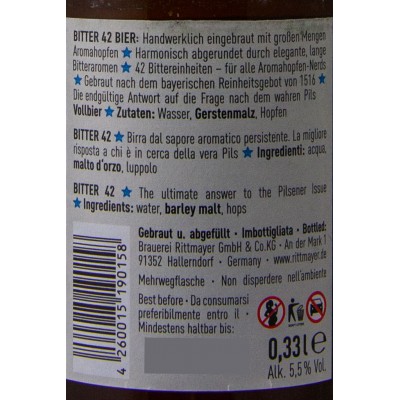 BITTER 42 BIER: Handwerklich eingebraut mit großen Mengen
Aromahopfen ★ Harmonisch abgerundet durch elegante, lange
Bitteraromen ★ 42 Bittereinheiten – für alle Aromahopfen-Nerds
★ Gebraut nach dem bayerischen Reinheitsgebot von 1516 ★
Die endgültige Antwort auf die Frage nach dem wahren Pils
Vollbier ★ Zutaten: Wasser, Gerstenmalz, Hopfen
BITTER 42 ★ Birra dal sapore aromatico persistente. La migliore
risposta a chi è in cerca della vera Pils ★ Ingredienti: acqua,
malto d'orzo, luppolo
BITTER 42 ★ The ultimate answer to the Pilsener Issue
★ Ingredients: water, barley malt, hops
Gebraut u. abgefüllt · Imbottigliata · Bottled:
Brauerei Rittmayer GmbH & Co.KG · An der Mark 1
91352 Hallerndorf · Germany · www.rittmayer.de
Mehrwegflasche · Non disperdere nell'ambiente
Best before · Da consumarsi
preferibilmente entro il ·
Mindestens haltbar bis:
0,33 l e
Alk. 5,5 % Vol.
4 260015 190158